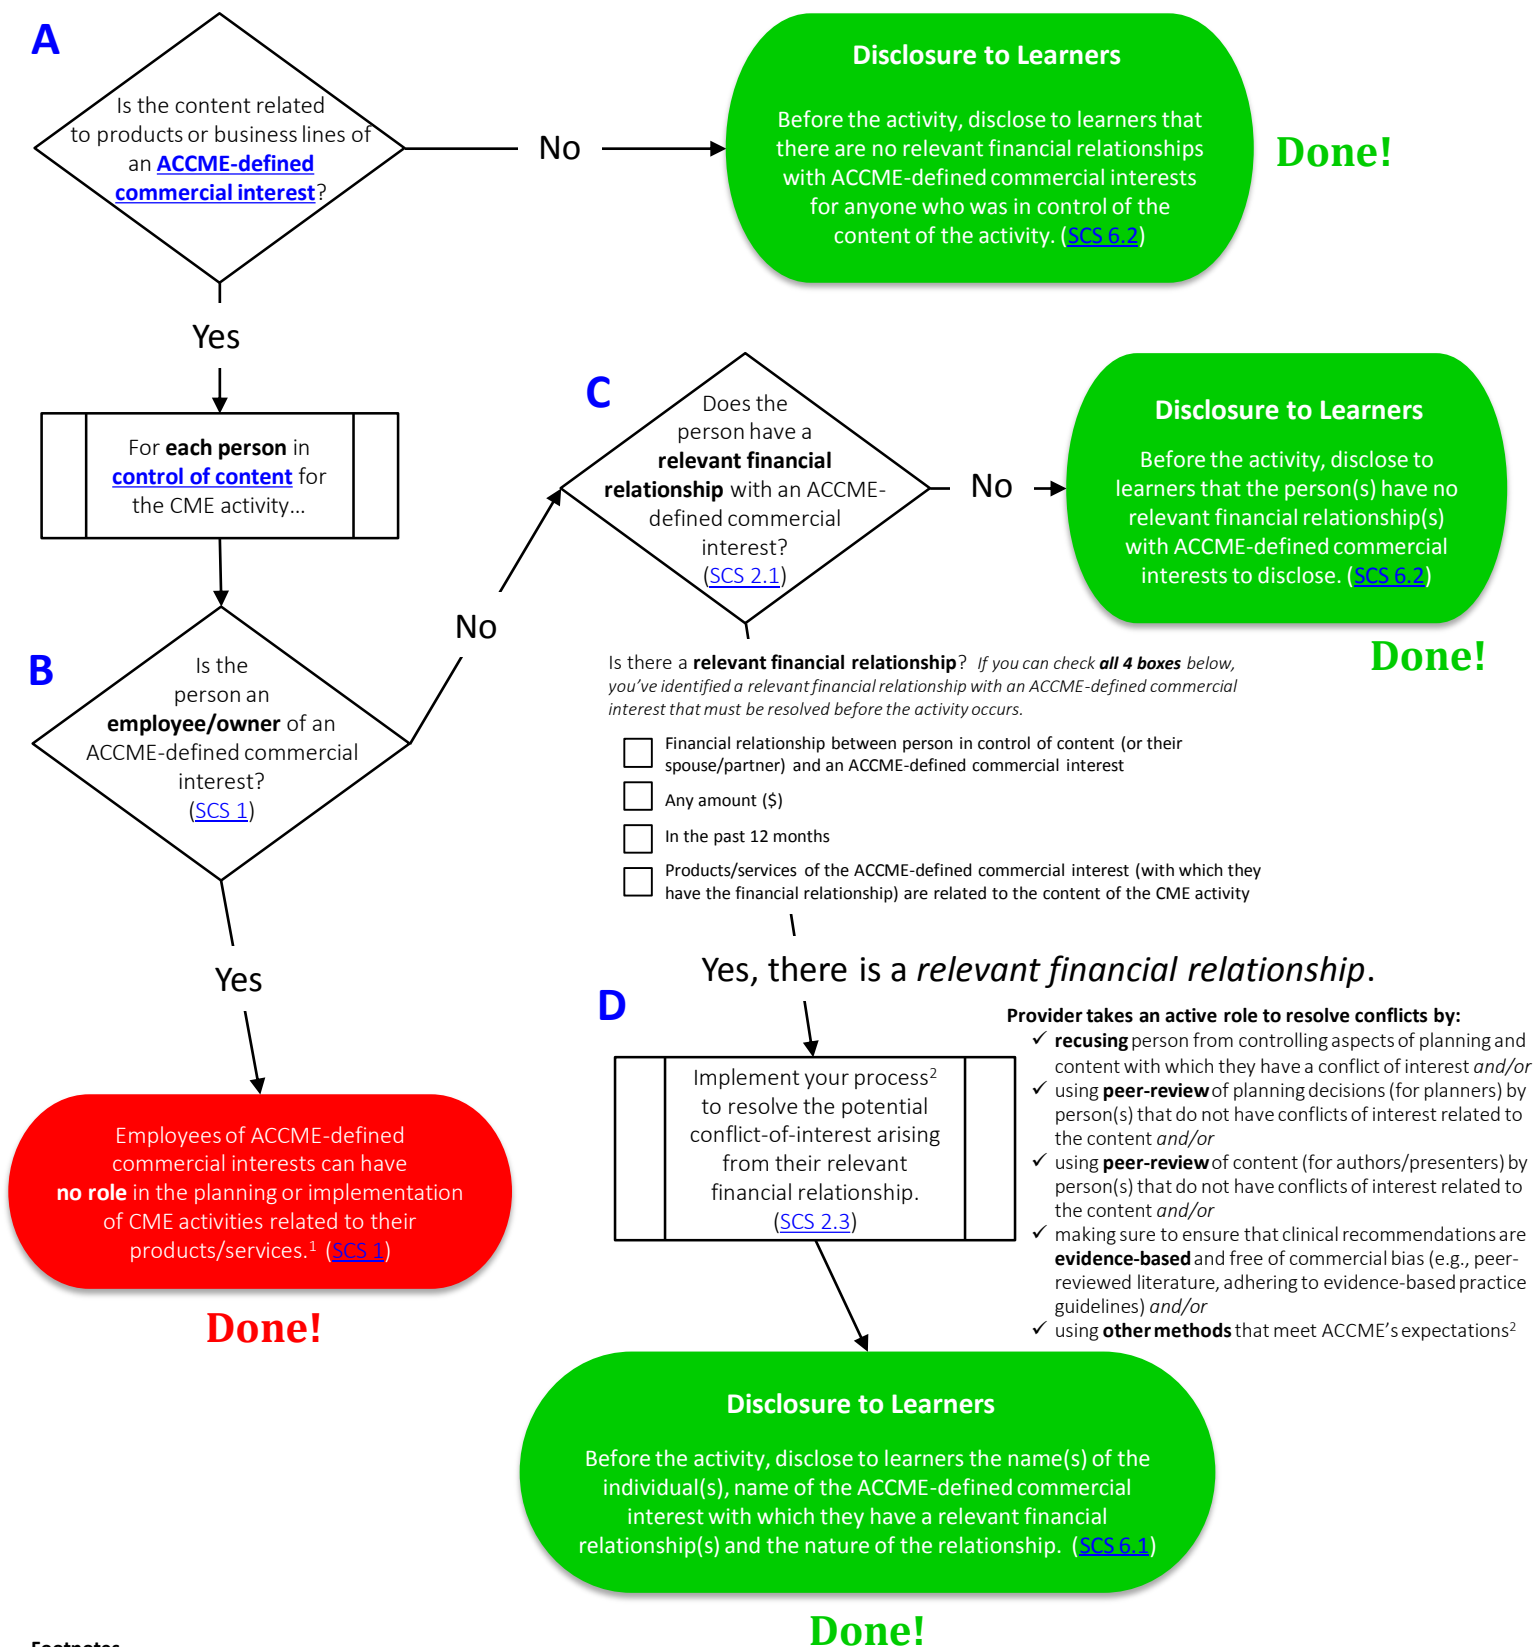 A
Is the content related
to products or business lines of
an ACCME-defined
commercial interest?
No
Disclosure to Learners
Before the activity, disclose to learners that
there are no relevant financial relationships
with ACCME-defined commercial interests
for anyone who was in control of the
content of the activity. (SCS 6.2)
Done!
Yes
For each person in
control of content for
the CME activity…
B
Is the
person an
employee/owner of an
ACCME-defined commercial
interest?
(SCS 1)
No
C
Does the
person have a
relevant financial
relationship with an ACCME-
defined commercial
interest?
(SCS 2.1)
No
Disclosure to Learners
Before the activity, disclose to
learners that the person(s) have no
relevant financial relationship(s)
with ACCME-defined commercial
interests to disclose. (SCS 6.2)
Done!
Is there a relevant financial relationship? If you can check all 4 boxes below,
you've identified a relevant financial relationship with an ACCME-defined commercial
interest that must be resolved before the activity occurs.
Financial relationship between person in control of content (or their
spouse/partner) and an ACCME-defined commercial interest
Any amount ($)
In the past 12 months
Products/services of the ACCME-defined commercial interest (with which they
have the financial relationship) are related to the content of the CME activity
Yes
Employees of ACCME-defined
commercial interests can have
no role in the planning or implementation
of CME activities related to their
products/services.1 (SCS 1)
Done!
Yes, there is a relevant financial relationship.
D
Implement your process2
to resolve the potential
conflict-of-interest arising
from their relevant
financial relationship.
(SCS 2.3)
Provider takes an active role to resolve conflicts by:
✓ recusing person from controlling aspects of planning and
content with which they have a conflict of interest and/or
✓ using peer-review of planning decisions (for planners) by
person(s) that do not have conflicts of interest related to
the content and/or
✓ using peer-review of content (for authors/presenters) by
person(s) that do not have conflicts of interest related to
the content and/or
✓ making sure to ensure that clinical recommendations are
evidence-based and free of commercial bias (e.g., peer-
reviewed literature, adhering to evidence-based practice
guidelines) and/or
✓ using other methods that meet ACCME's expectations2
Disclosure to Learners
Before the activity, disclose to learners the name(s) of the
individual(s), name of the ACCME-defined commercial
interest with which they have a relevant financial
relationship(s) and the nature of the relationship. (SCS 6.1)
Done!
Footnotes